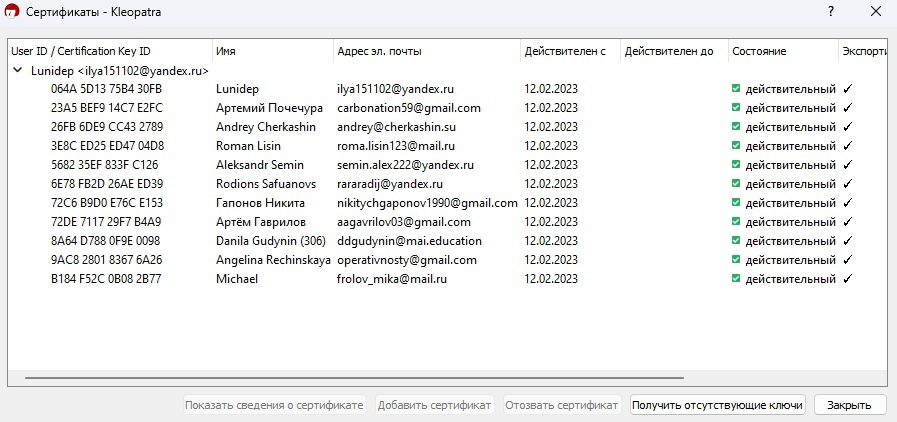 Сертификаты - Kleopatra
User ID / Certification Key ID Имя Адрес эл. почты Действителен с Действителен до Состояние Экспорти
Lunidep <ilya151102@yandex.ru>
064A 5D13 75B4 30FB Lunidep ilya151102@yandex.ru 12.02.2023 действительный ✓
23A5 BEF9 14C7 E2FC Артемий Почечура carbonation59@gmail.com 12.02.2023 действительный ✓
26FB 6DE9 CC43 2789 Andrey Cherkashin andrey@cherkashin.su 12.02.2023 действительный ✓
3E8C ED25 ED47 04D8 Roman Lisin roma.lisin123@mail.ru 12.02.2023 действительный ✓
5682 35EF 833F C126 Aleksandr Semin semin.alex222@yandex.ru 12.02.2023 действительный ✓
6E78 FB2D 26AE ED39 Rodions Safuanovs rararadij@yandex.ru 12.02.2023 действительный ✓
72C6 B9D0 E76C E153 Гапонов Никита nikitychgaponov1990@gmail.com 12.02.2023 действительный ✓
72DE 7117 29F7 B4A9 Артём Гаврилов aagavrilov03@gmail.com 12.02.2023 действительный ✓
8A64 D788 0F9E 0098 Danila Gudynin (306) ddgudynin@mai.education 12.02.2023 действительный ✓
9AC8 2801 8367 6A26 Angelina Rechinskaya operativnosty@gmail.com 12.02.2023 действительный ✓
B184 F52C 0B08 2B77 Michael frolov_mika@mail.ru 12.02.2023 действительный ✓
Показать сведения о сертификате Добавить сертификат Отозвать сертификат Получить отсутствующие ключи Закрыть